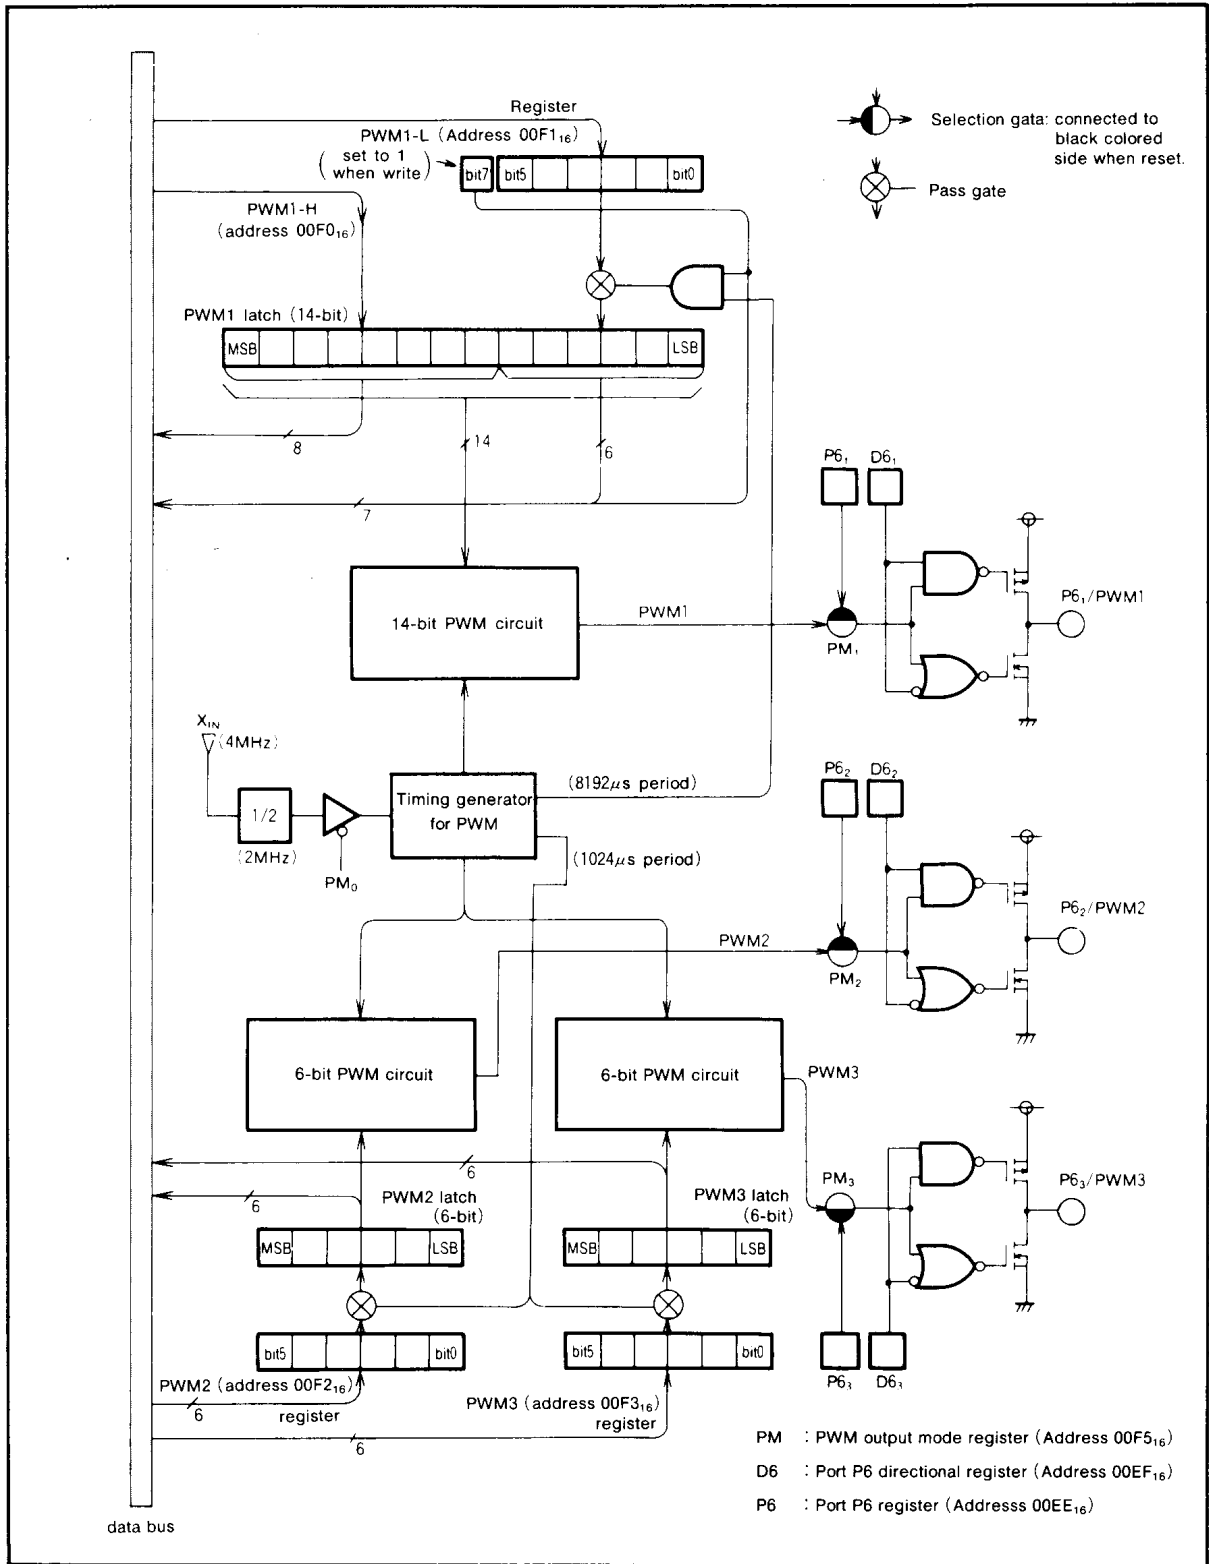 Register
PWM1-L (Address 00F1₁₆)
(set to 1
when write)
bit7
bit5
bit0
Selection gata: connected to
black colored
side when reset.
Pass gate
PWM1-H
(address 00F0₁₆)
PWM1 latch (14-bit)
MSB
LSB
8
14
6
7
P6₁
D6₁
14-bit PWM circuit
PWM1
PM₁
P6₁/PWM1
X_IN
(4MHz)
1/2
(2MHz)
PM₀
Timing generator
for PWM
(8192μs period)
(1024μs period)
P6₂
D6₂
PWM2
PM₂
P6₂/PWM2
6-bit PWM circuit
6-bit PWM circuit
PWM3
6
6
PWM2 latch
(6-bit)
PWM3 latch
(6-bit)
PM₃
P6₃/PWM3
MSB
LSB
MSB
LSB
bit5
bit0
bit5
bit0
P6₃
D6₃
PWM2 (address 00F2₁₆)
register
6
PWM3 (address 00F3₁₆)
register
6
PM : PWM output mode register (Address 00F5₁₆)
D6 : Port P6 directional register (Address 00EF₁₆)
P6 : Port P6 register (Addresss 00EE₁₆)
data bus